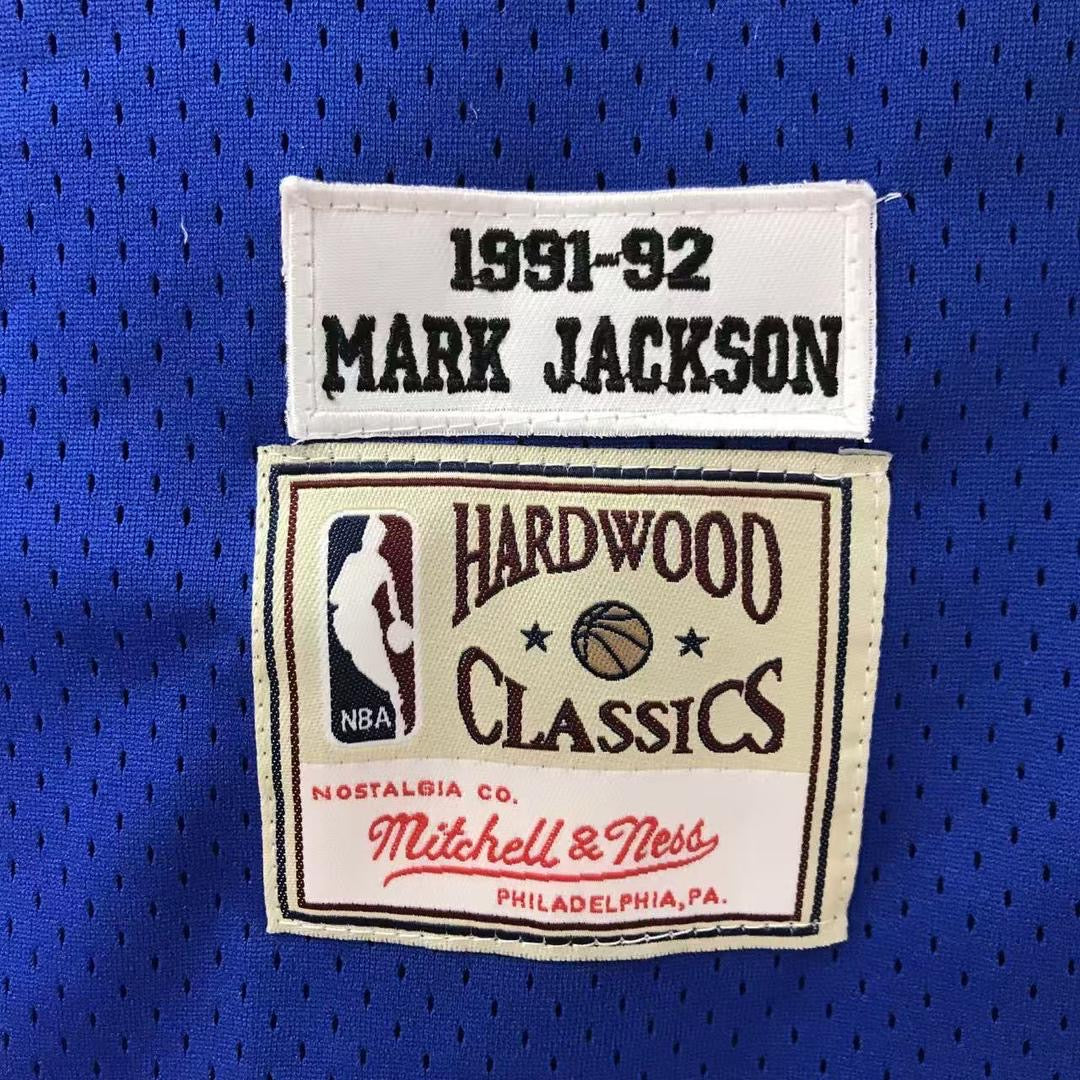 1991-92
MARK JACKSON
HARDWOOD
CLASSICS
NBA
NOSTALGIA CO.
Mitchell & Ness
PHILADELPHIA, PA.